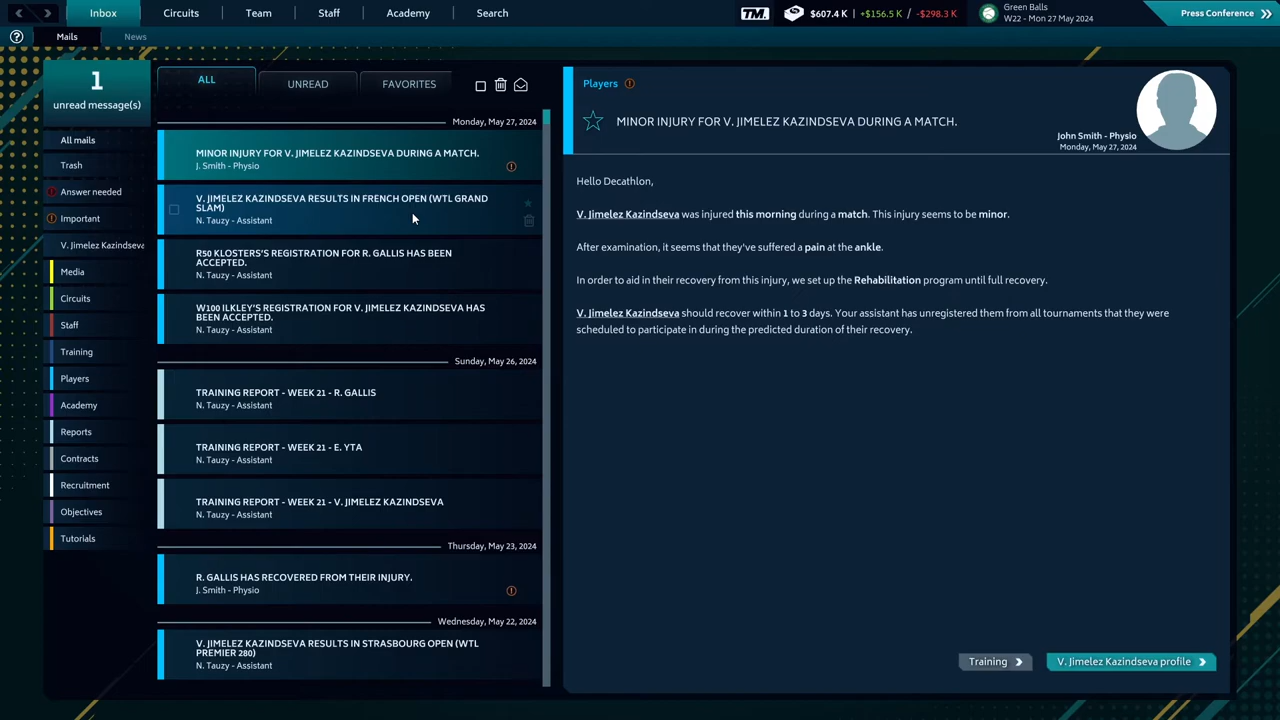 Inbox
Circuits
Team
Staff
Academy
Search
TM.
$607.4 K | +$156.5 K / -$298.3 K
Green Balls
W22 - Mon 27 May 2024
Press Conference
?
Mails
News
1
unread message(s)
All mails
Trash
Answer needed
Important
V. Jimelez Kazindseva
Media
Circuits
Staff
Training
Players
Academy
Reports
Contracts
Recruitment
Objectives
Tutorials
ALL
UNREAD
FAVORITES
Monday, May 27, 2024
MINOR INJURY FOR V. JIMELEZ KAZINDSEVA DURING A MATCH.
J. Smith - Physio
V. JIMELEZ KAZINDSEVA RESULTS IN FRENCH OPEN (WTL GRAND
SLAM)
N. Tauzy - Assistant
R50 KLOSTERS'S REGISTRATION FOR R. GALLIS HAS BEEN
ACCEPTED.
N. Tauzy - Assistant
W100 ILKLEY'S REGISTRATION FOR V. JIMELEZ KAZINDSEVA HAS
BEEN ACCEPTED.
N. Tauzy - Assistant
Sunday, May 26, 2024
TRAINING REPORT - WEEK 21 - R. GALLIS
N. Tauzy - Assistant
TRAINING REPORT - WEEK 21 - E. YTA
N. Tauzy - Assistant
TRAINING REPORT - WEEK 21 - V. JIMELEZ KAZINDSEVA
N. Tauzy - Assistant
Thursday, May 23, 2024
R. GALLIS HAS RECOVERED FROM THEIR INJURY.
J. Smith - Physio
Wednesday, May 22, 2024
V. JIMELEZ KAZINDSEVA RESULTS IN STRASBOURG OPEN (WTL
PREMIER 280)
N. Tauzy - Assistant
Players
MINOR INJURY FOR V. JIMELEZ KAZINDSEVA DURING A MATCH.
John Smith - Physio
Monday, May 27, 2024
Hello Decathlon,
V. Jimelez Kazindseva was injured this morning during a match. This injury seems to be minor.
After examination, it seems that they've suffered a pain at the ankle.
In order to aid in their recovery from this injury, we set up the Rehabilitation program until full recovery.
V. Jimelez Kazindseva should recover within 1 to 3 days. Your assistant has unregistered them from all tournaments that they were
scheduled to participate in during the predicted duration of their recovery.
Training
V. Jimelez Kazindseva profile